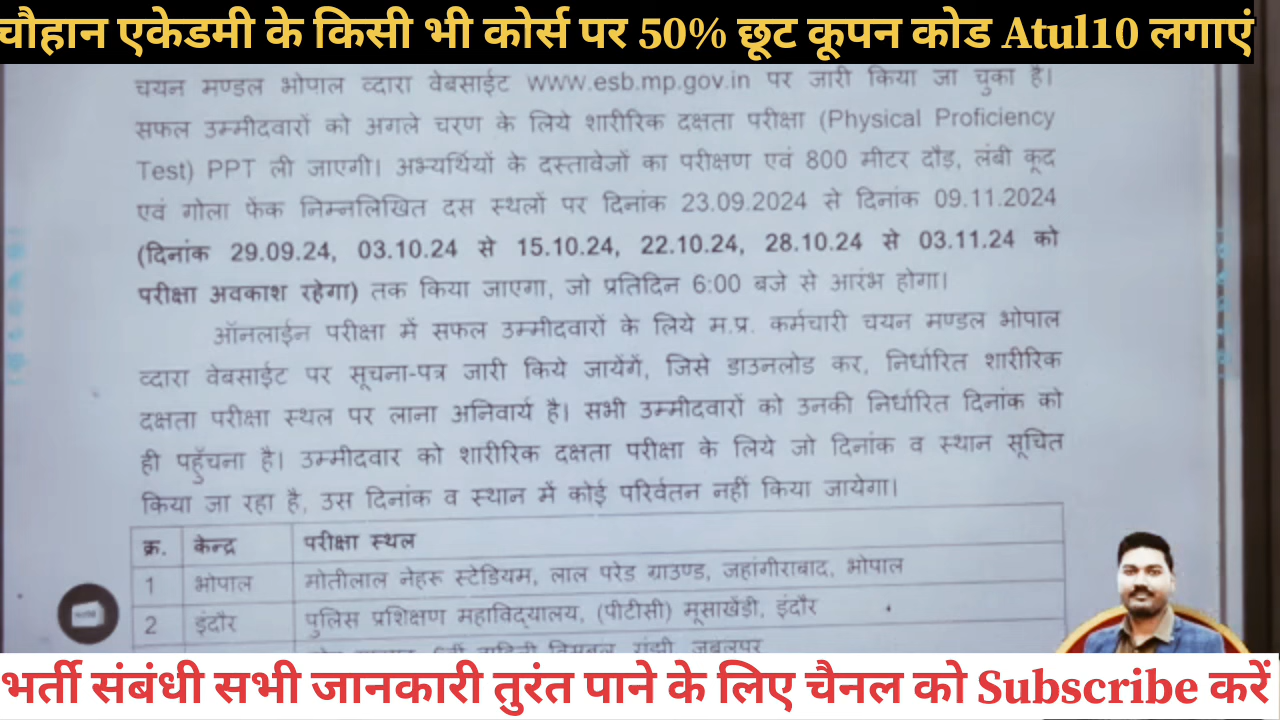 चौहान एकेडमी के किसी भी कोर्स पर 50% छूट कूपन कोड Atul10 लगाएं
चयन मण्डल भोपाल व्दारा वेबसाईट www.esb.mp.gov.in पर जारी किया जा चुका है।
सफल उम्मीदवारों को अगले चरण के लिये शारीरिक दक्षता परीक्षा (Physical Proficiency
Test) PPT ली जाएगी। अभ्यर्थियों के दस्तावेजों का परीक्षण एवं 800 मीटर दौड़, लंबी कूद
एवं गोला फेंक निम्नलिखित दस स्थलों पर दिनांक 23.09.2024 से दिनांक 09.11.2024
(दिनांक 29.09.24, 03.10.24 से 15.10.24, 22.10.24, 28.10.24 से 03.11.24 को
परीक्षा अवकाश रहेगा) तक किया जाएगा, जो प्रतिदिन 6:00 बजे से आरंभ होगा।
ऑनलाईन परीक्षा में सफल उम्मीदवारों के लिये म.प्र. कर्मचारी चयन मण्डल भोपाल
व्दारा वेबसाईट पर सूचना-पत्र जारी किये जायेंगें, जिसे डाउनलोड कर, निर्धारित शारीरिक
दक्षता परीक्षा स्थल पर लाना अनिवार्य है। सभी उम्मीदवारों को उनकी निर्धारित दिनांक को
ही पहुँचना है। उम्मीदवार को शारीरिक दक्षता परीक्षा के लिये जो दिनांक व स्थान सूचित
किया जा रहा है, उस दिनांक व स्थान में कोई परिर्वतन नहीं किया जायेगा।
क्र. केन्द्र परीक्षा स्थल
1 भोपाल मोतीलाल नेहरू स्टेडियम, लाल परेड ग्राउण्ड, जहांगीराबाद, भोपाल
2 इंदौर पुलिस प्रशिक्षण महाविद्यालय, (पीटीसी) मूसाखेंड़ी, इंदौर
रांझी जबलपुर
भर्ती संबंधी सभी जानकारी तुरंत पाने के लिए चैनल को Subscribe करें